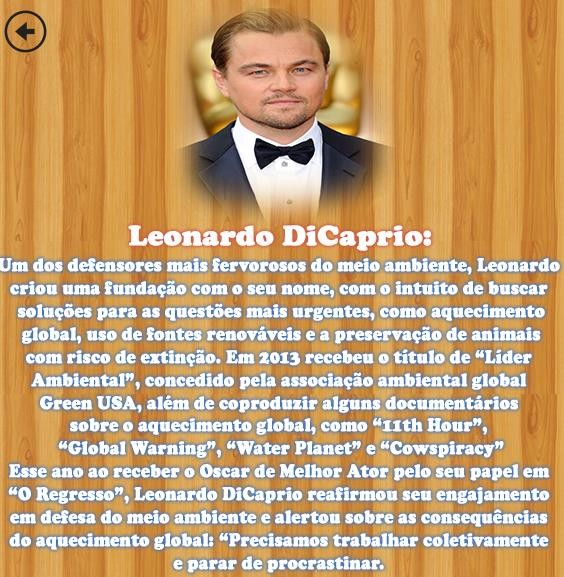 Leonardo DiCaprio:
Um dos defensores mais fervorosos do meio ambiente, Leonardo
criou uma fundação com o seu nome, com o intuito de buscar
soluções para as questões mais urgentes, como aquecimento
global, uso de fontes renováveis e a preservação de animais
com risco de extinção. Em 2013 recebeu o titulo de “Lider
Ambiental”, concedido pela associação ambiental global
Green USA, além de coproduzir alguns documentários
sobre o aquecimento global, como “11th Hour”,
“Global Warning”, “Water Planet” e “Cowspiracy”
Esse ano ao receber o Oscar de Melhor Ator pelo seu papel em
“O Regresso”, Leonardo DiCaprio reafirmou seu engajamento
em defesa do meio ambiente e alertou sobre as consequências
do aquecimento global: “Precisamos trabalhar coletivamente
e parar de procrastinar.